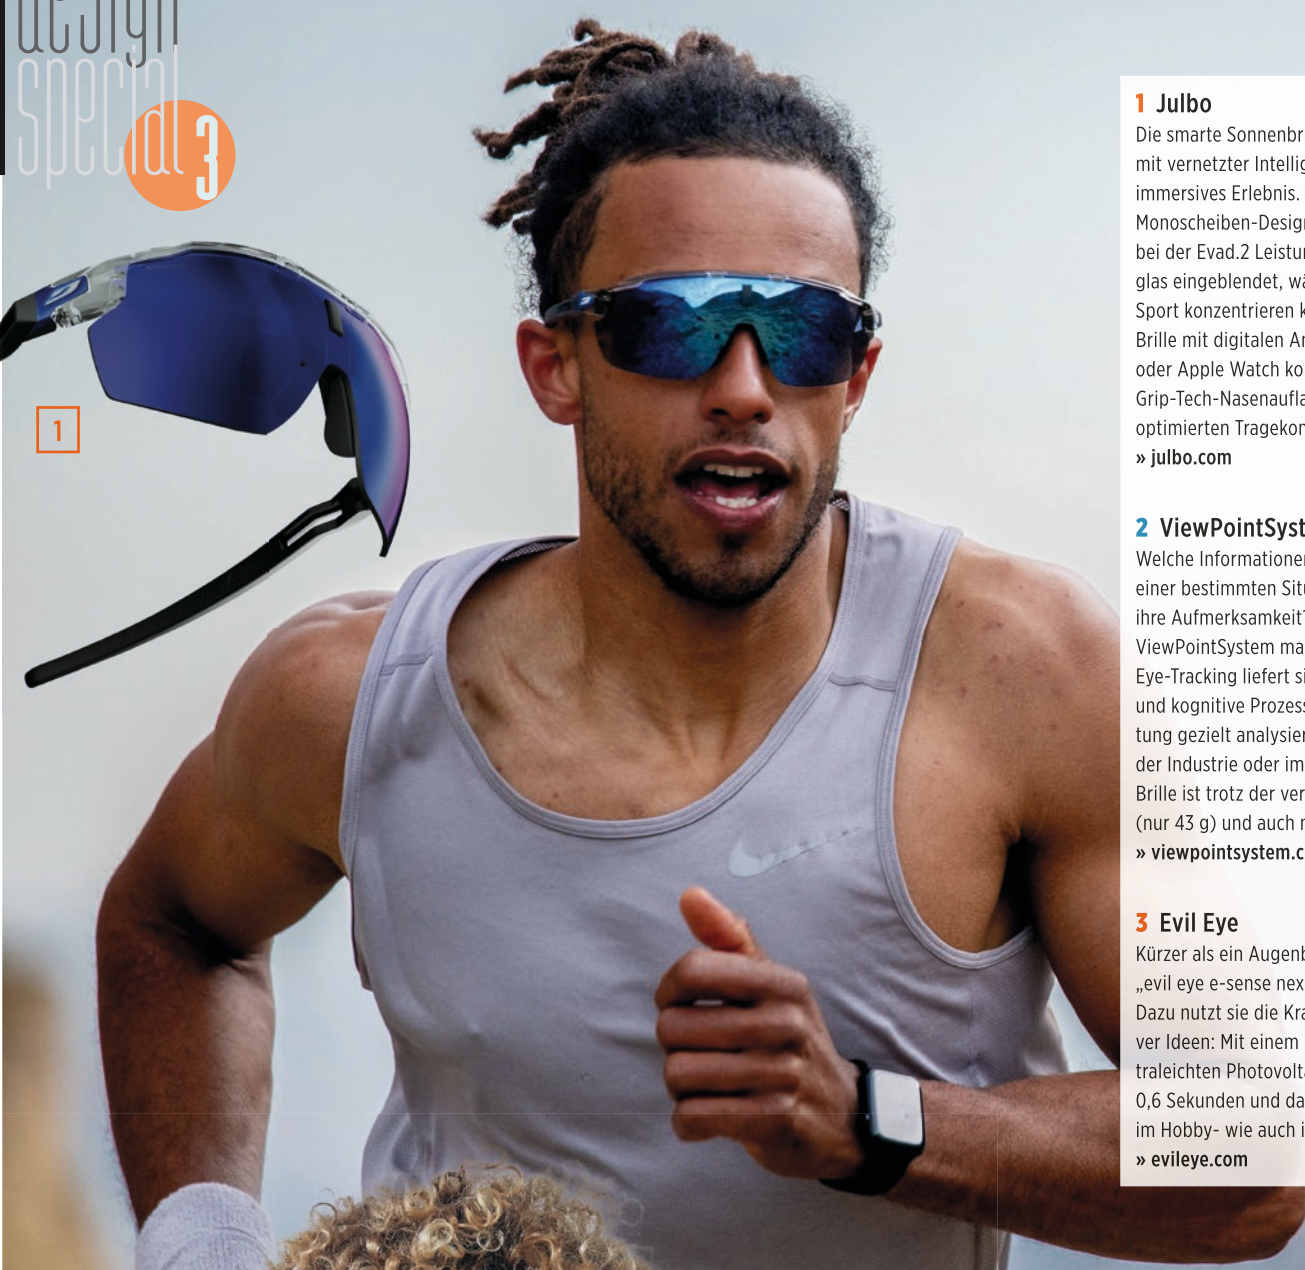 design
special
3
1
1 Julbo
Die smarte Sonnenbr
mit vernetzter Intellig
immersives Erlebnis.
Monoscheiben-Design
bei der Evad.2 Leistu
glas eingeblendet, wä
Sport konzentrieren k
Brille mit digitalen An
oder Apple Watch ko
Grip-Tech-Nasenaufla
optimierten Tragekon
» julbo.com
2 ViewPointSyst
Welche Informationen
einer bestimmten Situ
ihre Aufmerksamkeit?
ViewPointSystem ma
Eye-Tracking liefert si
und kognitive Prozess
tung gezielt analysier
der Industrie oder im
Brille ist trotz der ver
(nur 43 g) und auch
» viewpointsystem.c
3 Evil Eye
Kürzer als ein Augenb
„evil eye e-sense nex
Dazu nutzt sie die Kra
ver Ideen: Mit einem
traleichten Photovolta
0,6 Sekunden und da
im Hobby- wie auch i
» evileye.com